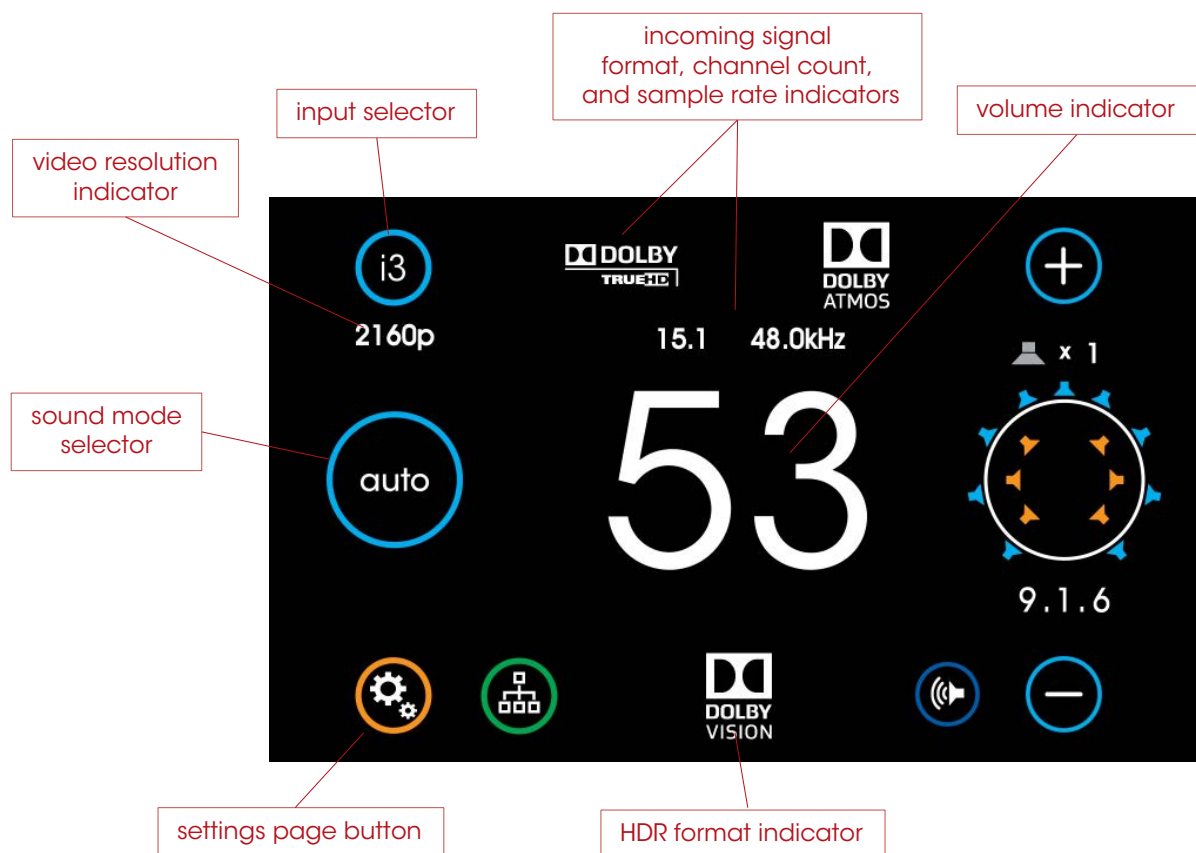 incoming signal
format, channel count,
and sample rate indicators
input selector
volume indicator
video resolution
indicator
i3
DOLBY
TRUEHD
DOLBY
ATMOS
2160p
15.1
48.0kHz
x 1
sound mode
selector
auto
53
9.1.6
DOLBY
VISION
settings page button
HDR format indicator